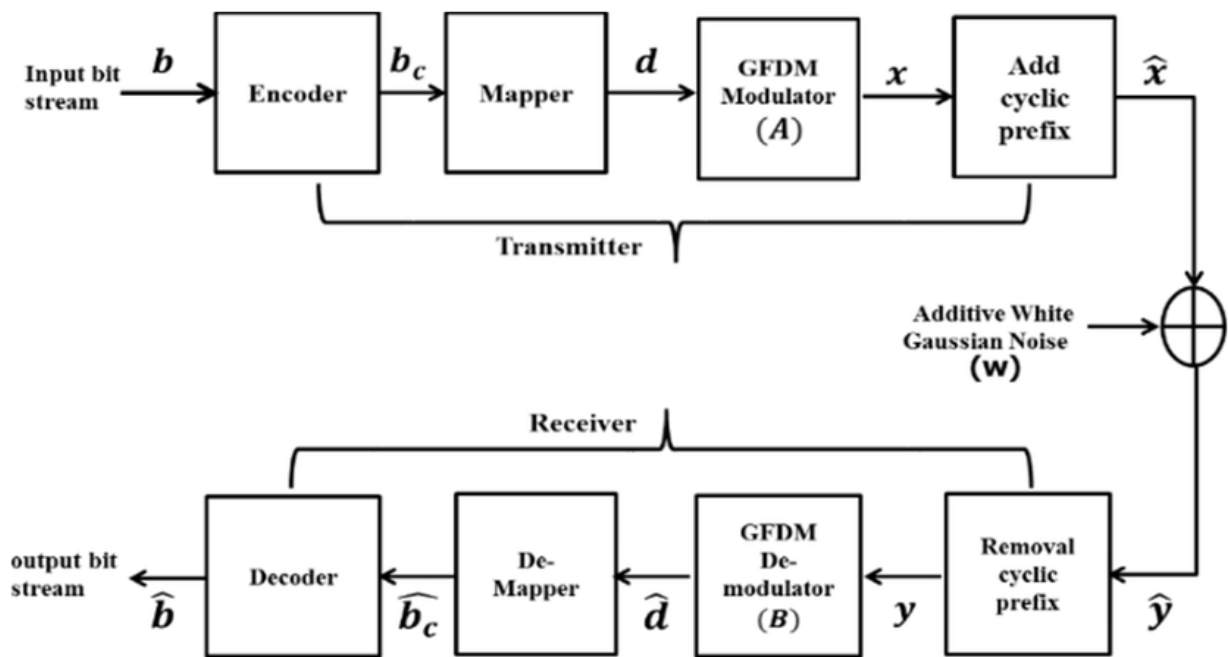 Input bit
stream
b
Encoder
b_c
Mapper
d
GFDM
Modulator
(A)
x
Add
cyclic
prefix
x̂
Transmitter
Additive White
Gaussian Noise
(w)
Receiver
output bit
stream
b̂
Decoder
b̂_c
De-
Mapper
d̂
GFDM
De-
modulator
(B)
y
Removal
cyclic
prefix
ŷ